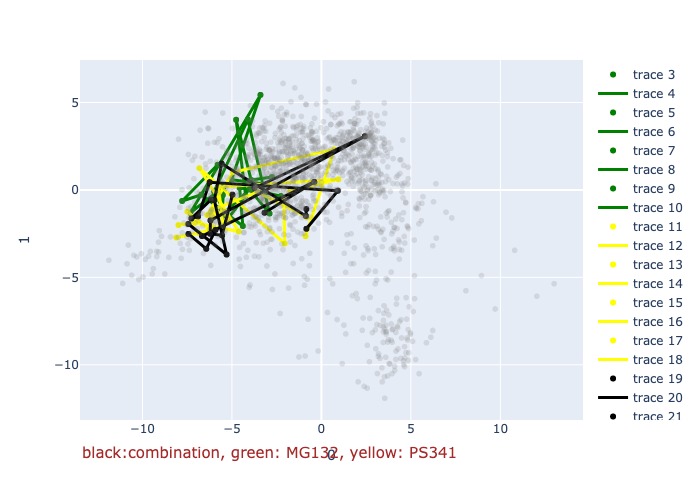 5
0
−5
−10
−10
−5
0
5
10
1
0
black:combination, green: MG132, yellow: PS341
trace 3
trace 4
trace 5
trace 6
trace 7
trace 8
trace 9
trace 10
trace 11
trace 12
trace 13
trace 14
trace 15
trace 16
trace 17
trace 18
trace 19
trace 20
trace 21